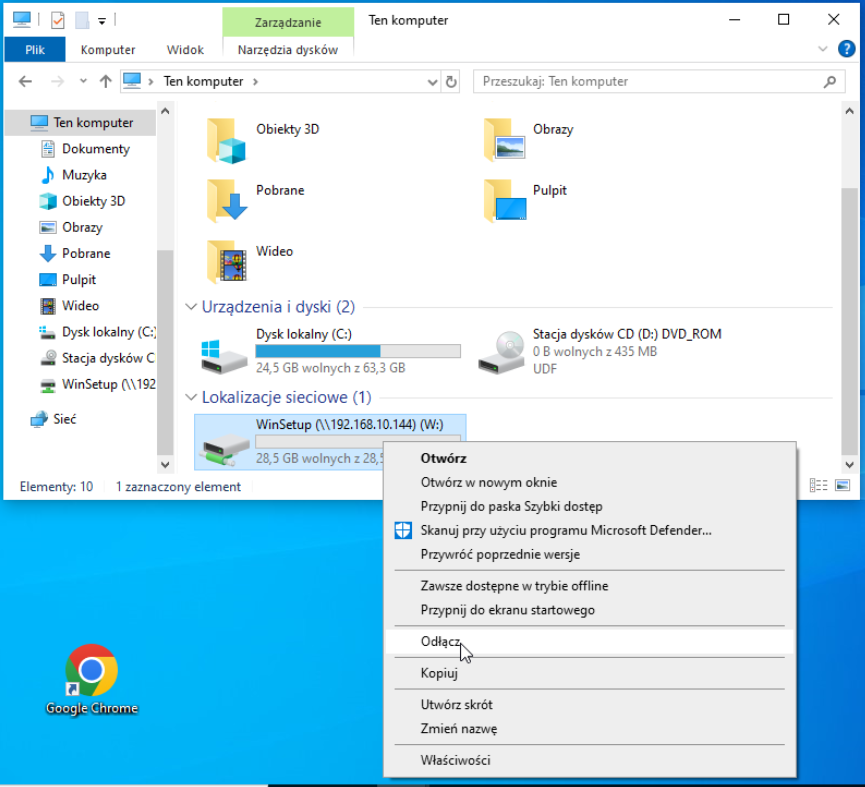 Zarządzanie
Ten komputer
Plik
Komputer
Widok
Narzędzia dysków
Ten komputer
Przeszukaj: Ten komputer
Ten komputer
Dokumenty
Muzyka
Obiekty 3D
Obrazy
Pobrane
Pulpit
Wideo
Dysk lokalny (C:)
Stacja dysków C
WinSetup (\\192
Sieć
Obiekty 3D
Obrazy
Pobrane
Pulpit
Wideo
Urządzenia i dyski (2)
Dysk lokalny (C:)
24,5 GB wolnych z 63,3 GB
Stacja dysków CD (D:) DVD_ROM
0 B wolnych z 435 MB
UDF
Lokalizacje sieciowe (1)
WinSetup (\\192.168.10.144) (W:)
28,5 GB wolnych z 28,5
Elementy: 10
1 zaznaczony element
Otwórz
Otwórz w nowym oknie
Przypnij do paska Szybki dostęp
Skanuj przy użyciu programu Microsoft Defender...
Przywróć poprzednie wersje
Zawsze dostępne w trybie offline
Przypnij do ekranu startowego
Odłącz
Kopiuj
Utwórz skrót
Zmień nazwę
Właściwości
Google Chrome